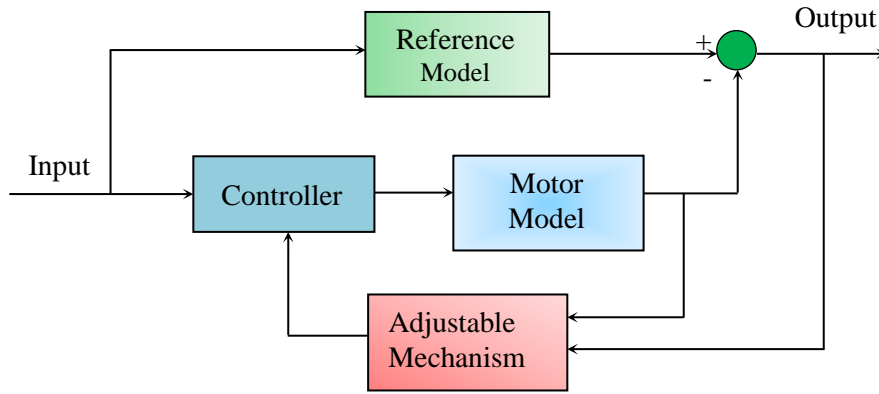 Output
Reference
Model
+
-
Input
Controller
Motor
Model
Adjustable
Mechanism